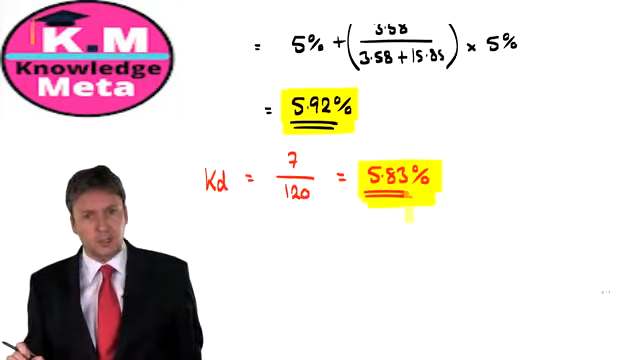 K.M
Knowledge
Meta
= 5% + (3.58 / (3.58 + 15.85)) × 5%
= 5.92%
Kd = 7 / 120 = 5.83%